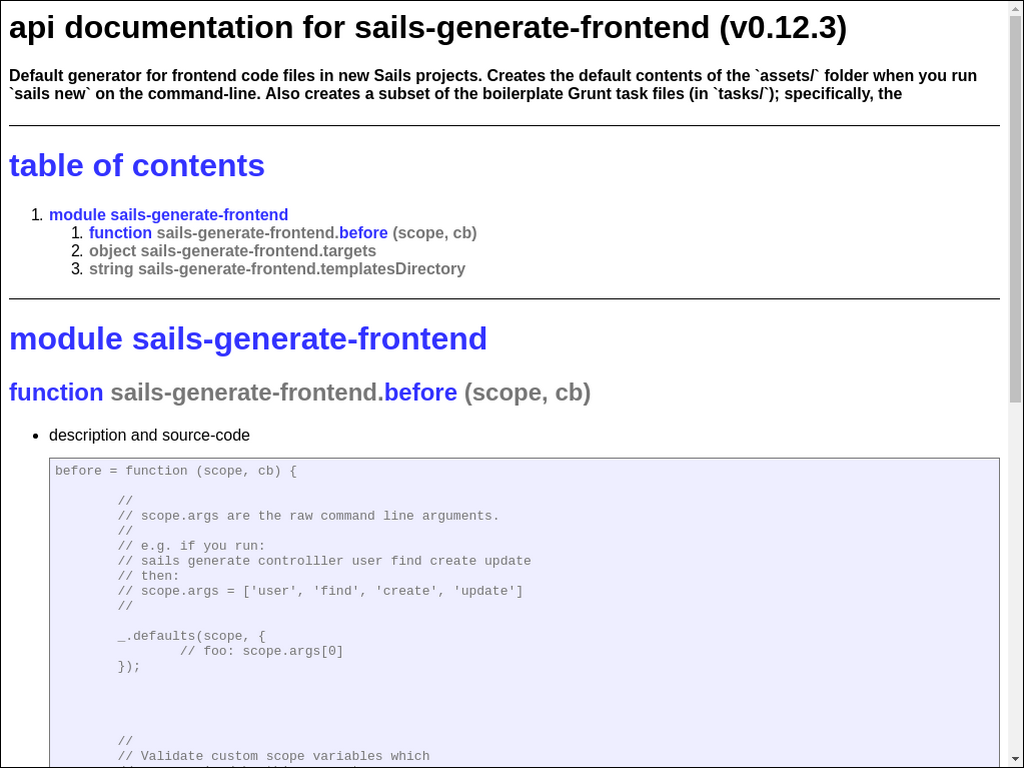 api documentation for sails-generate-frontend (v0.12.3)
Default generator for frontend code files in new Sails projects. Creates the default contents of the `assets/` folder when you run
`sails new` on the command-line. Also creates a subset of the boilerplate Grunt task files (in `tasks/`); specifically, the
table of contents
1. module sails-generate-frontend
1. function sails-generate-frontend.before (scope, cb)
2. object sails-generate-frontend.targets
3. string sails-generate-frontend.templatesDirectory
module sails-generate-frontend
function sails-generate-frontend.before (scope, cb)
• description and source-code
before = function (scope, cb) {
//
// scope.args are the raw command line arguments.
//
// e.g. if you run:
// sails generate controlller user find create update
// then:
// scope.args = ['user', 'find', 'create', 'update']
//
_.defaults(scope, {
// foo: scope.args[0]
});
//
// Validate custom scope variables which